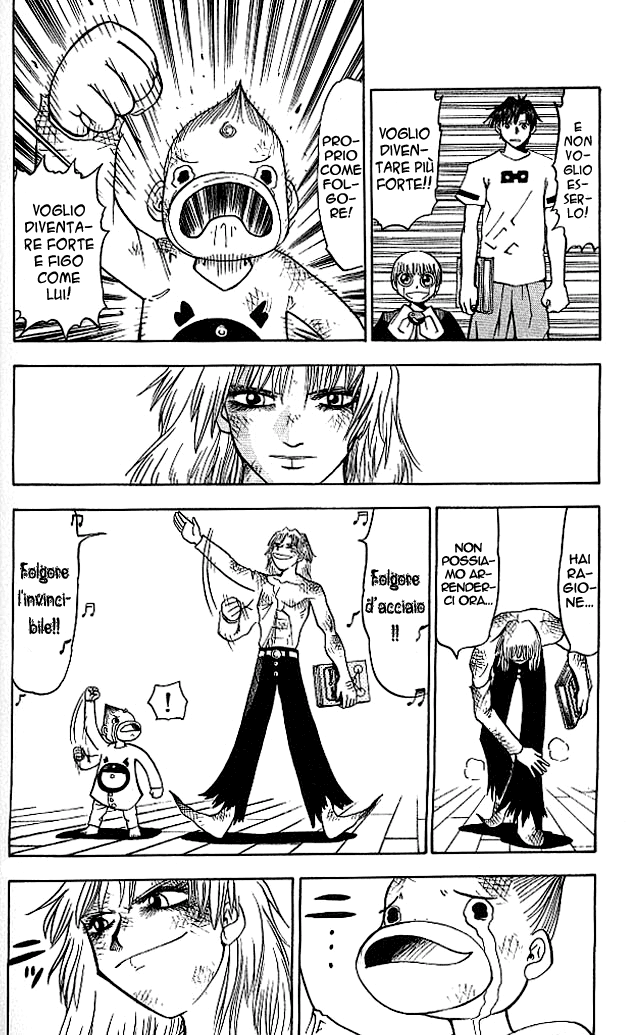 E
NON
VO-
GLIO
ES-
SER-
LO!
VOGLIO
DIVEN-
TARE PIÙ
FORTE!!
PRO-
PRIO
COME
FOL-
GO-
RE!
VOGLIO
DIVENTA-
RE FORTE
E FIGO
COME
LUI!
HAI
RA-
GIO-
NE...
NON
POSSIA-
MO AR-
RENDER-
CI ORA...
Folgore
d'acciaio
!!
Folgore
l'invinci-
bile!!
!